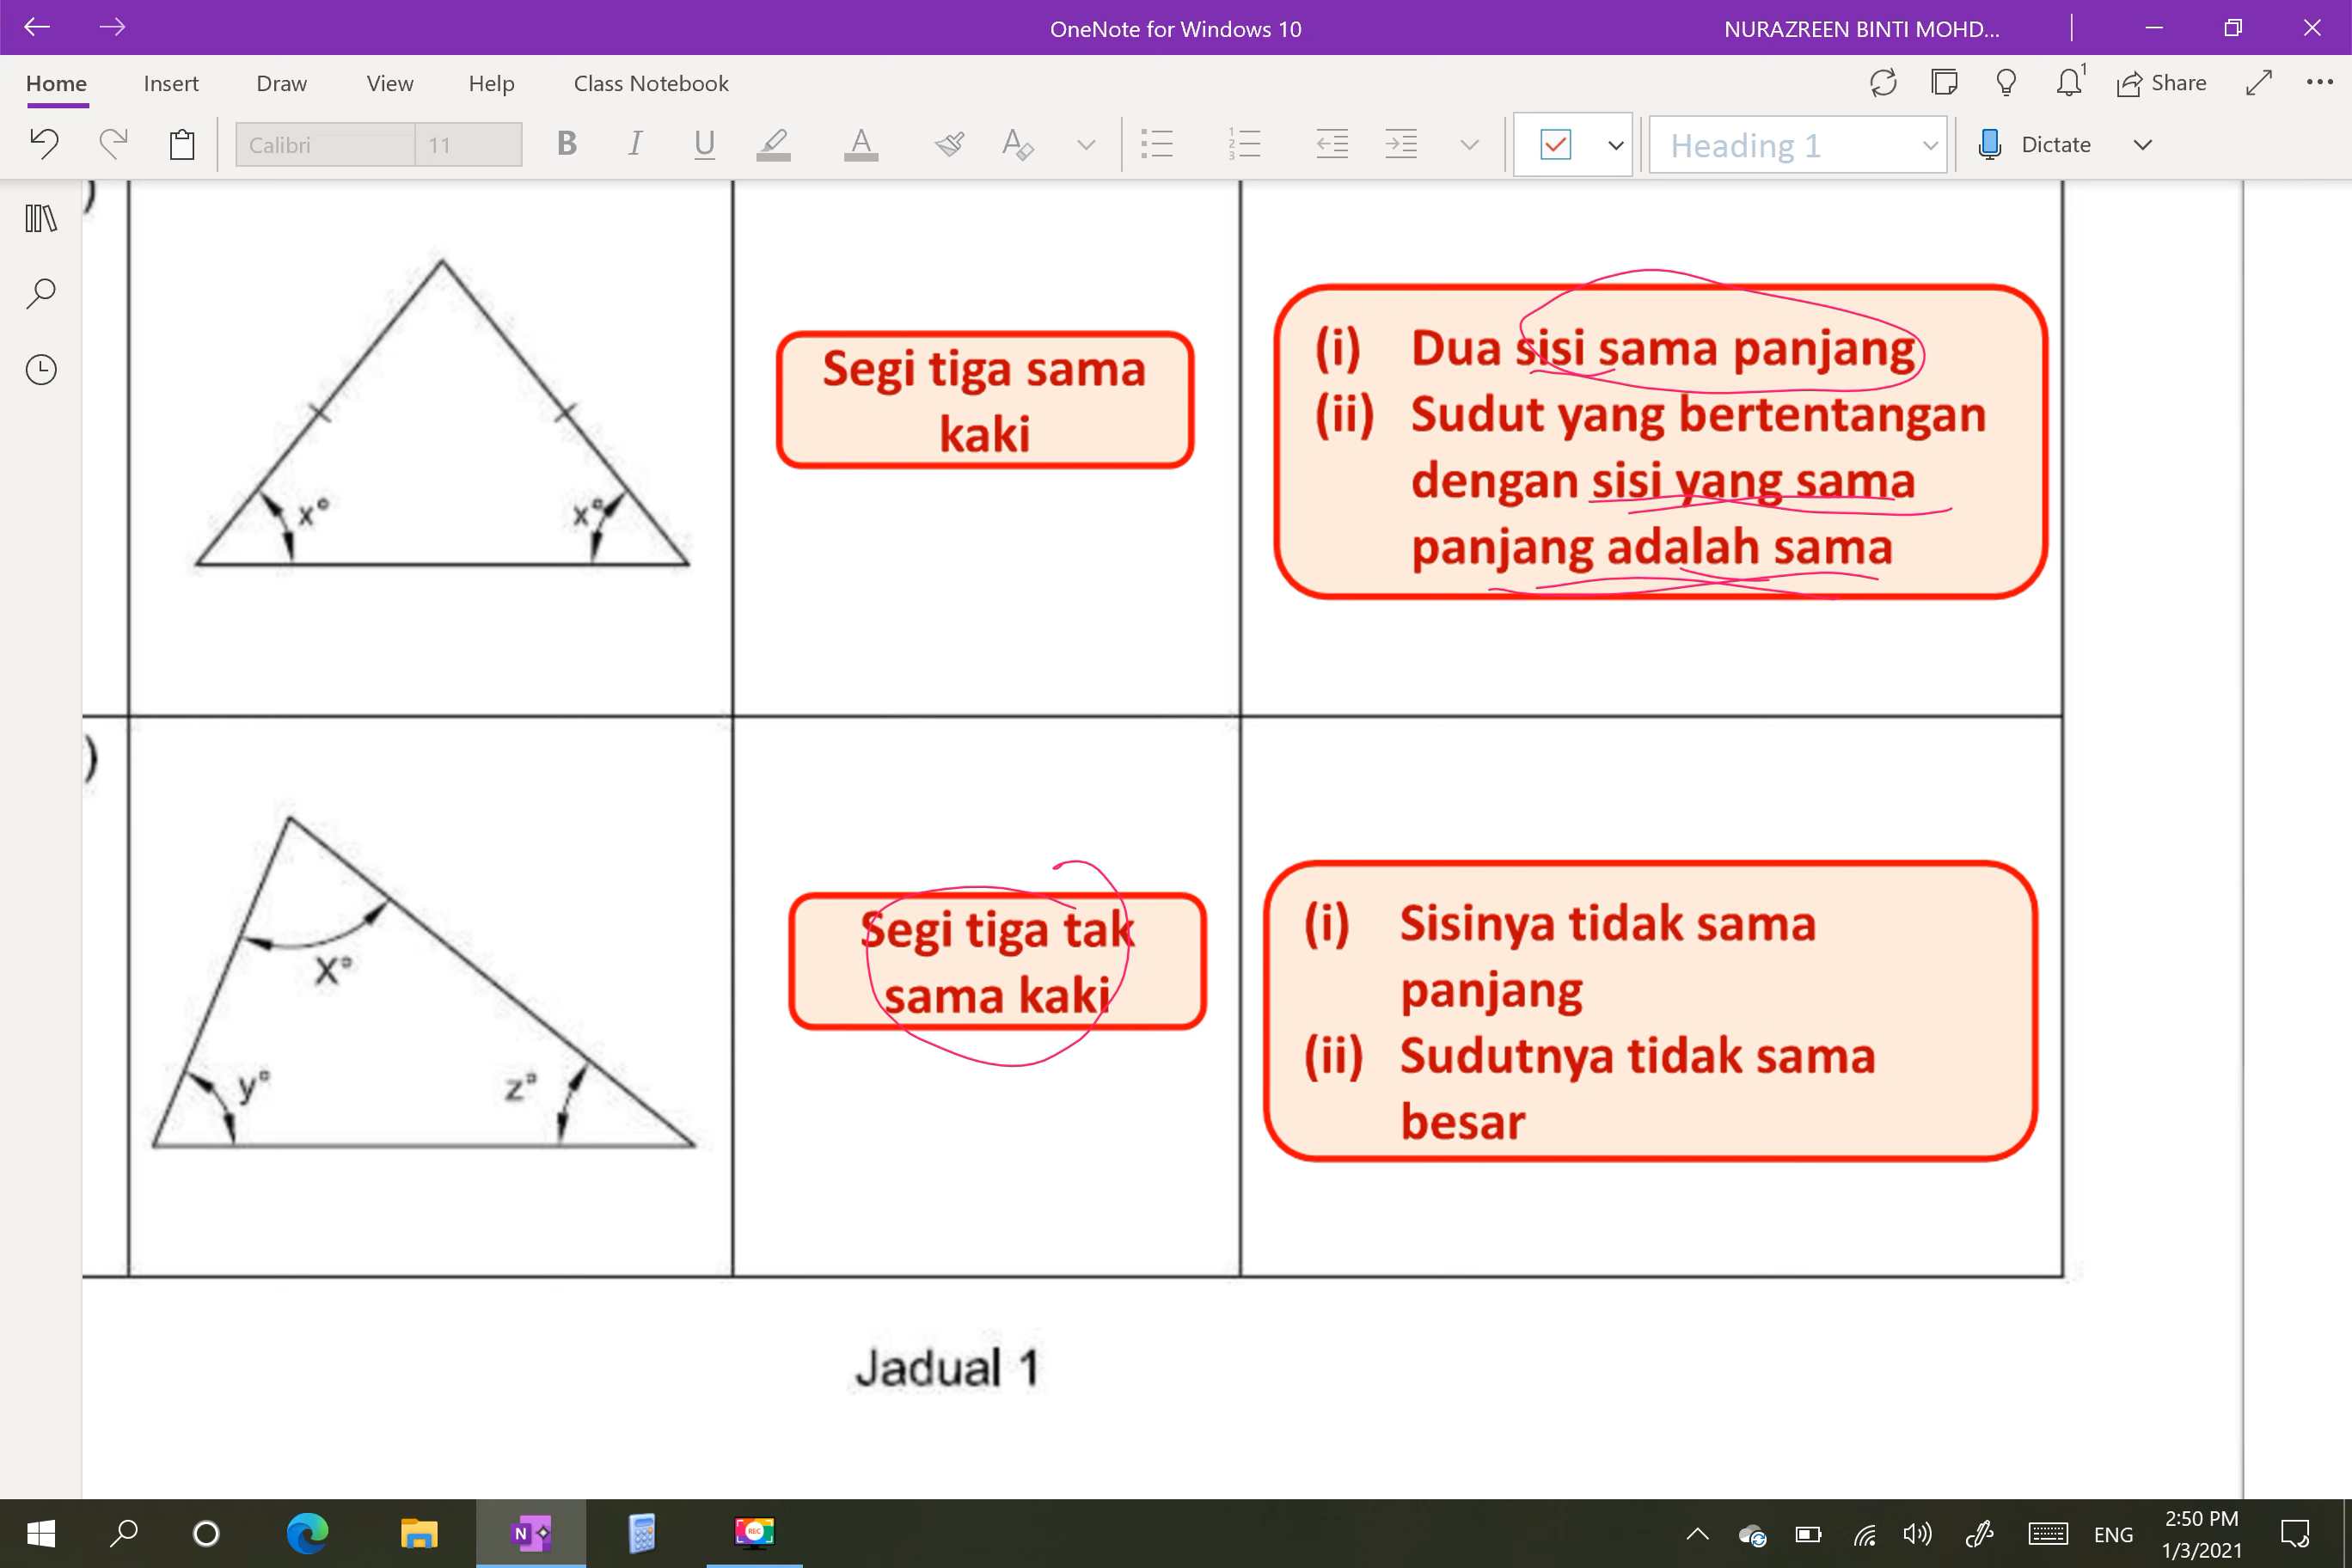 OneNote for Windows 10
NURAZREEN BINTI MOHD...
Home Insert Draw View Help Class Notebook
1
Share
Calibri 11
B I U A A
Heading 1
Dictate
)
x° x°
Segi tiga sama
kaki
(i) Dua sisi sama panjang
(ii) Sudut yang bertentangan
dengan sisi yang sama
panjang adalah sama
)
X°
y° z°
Segi tiga tak
sama kaki
(i) Sisinya tidak sama
panjang
(ii) Sudutnya tidak sama
besar
Jadual 1
N
REC
ENG
2:50 PM
1/3/2021